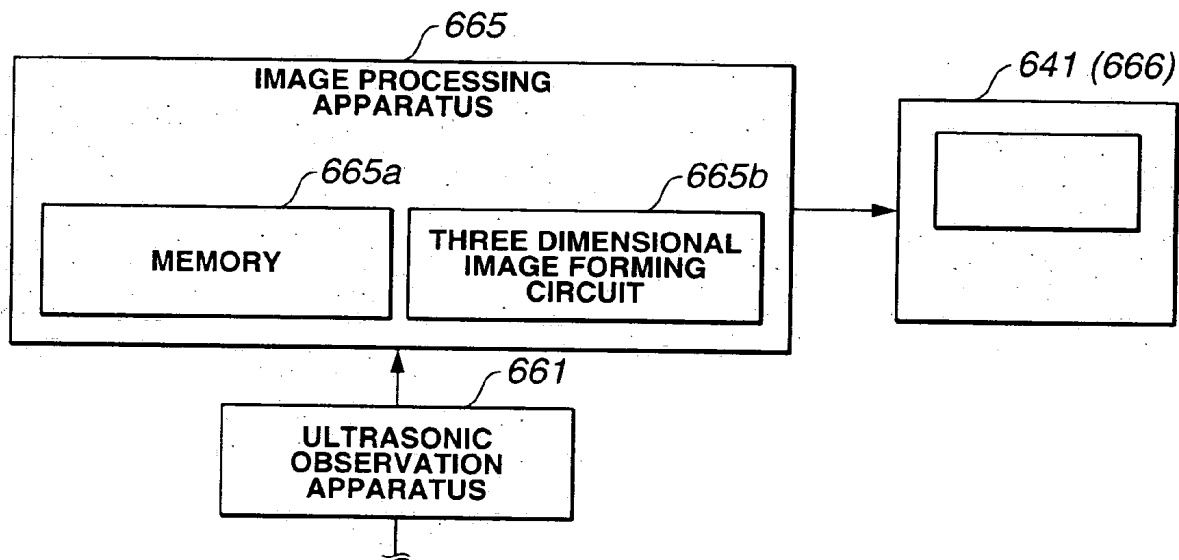 665
IMAGE PROCESSING
APPARATUS
641 (666)
665a
665b
MEMORY
THREE DIMENSIONAL
IMAGE FORMING
CIRCUIT
661
ULTRASONIC
OBSERVATION
APPARATUS